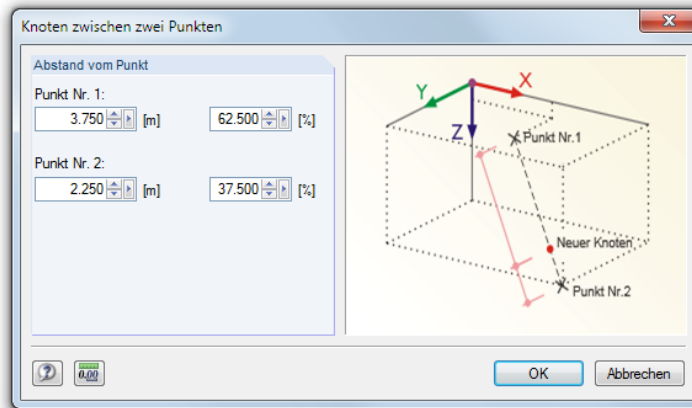 Knoten zwischen zwei Punkten
Abstand vom Punkt
Punkt Nr. 1:
3.750 [m] 62.500 [%]
Punkt Nr. 2:
2.250 [m] 37.500 [%]
Y X
Z
Punkt Nr.1
Neuer Knoten
Punkt Nr.2
? 0.00 OK Abbrechen